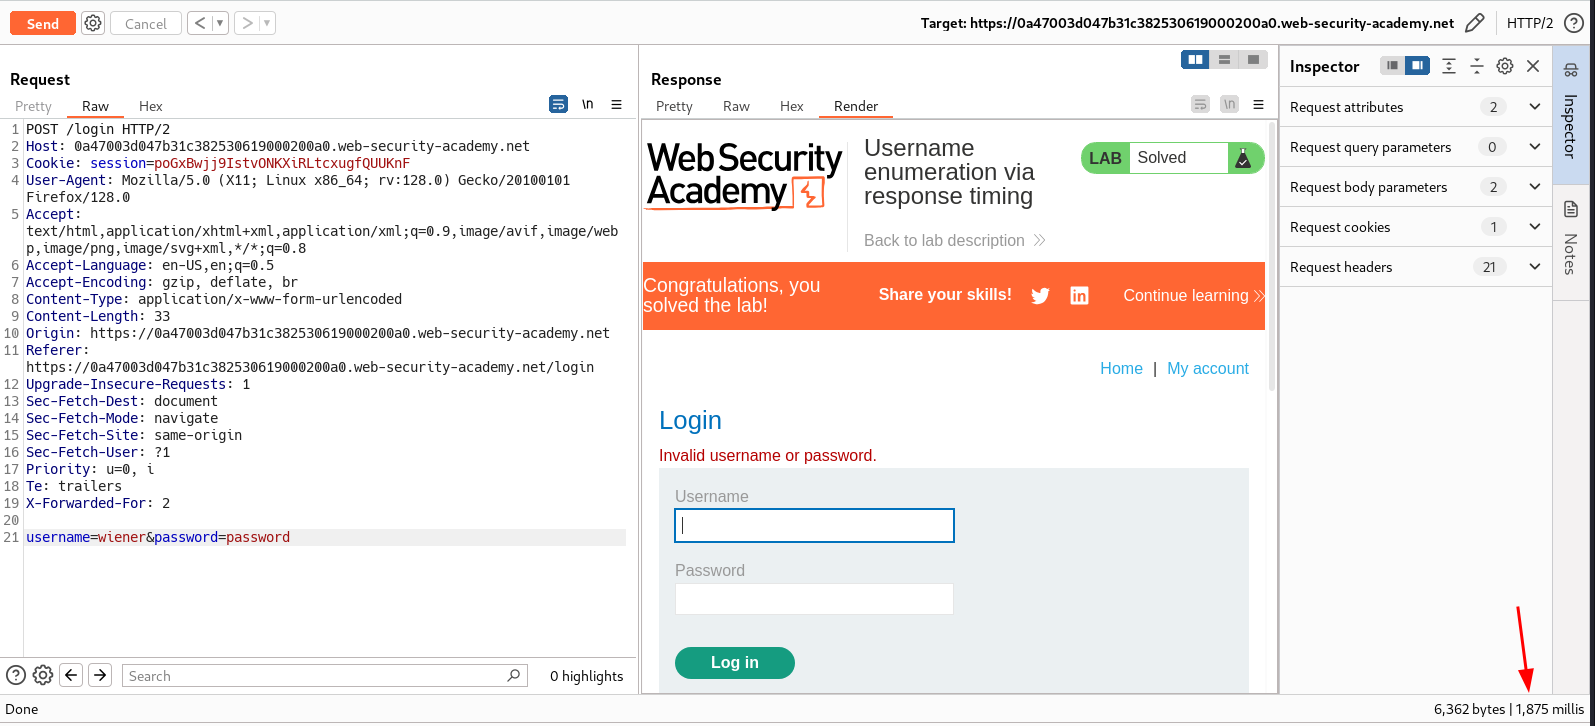 Send
Cancel
Target: https://0a47003d047b31c382530619000200a0.web-security-academy.net
HTTP/2
Request
Pretty Raw Hex
\n
1 POST /login HTTP/2
2 Host: 0a47003d047b31c382530619000200a0.web-security-academy.net
3 Cookie: session=poGxBwjj9IstvONKXiRLtcxugfQUUKnF
4 User-Agent: Mozilla/5.0 (X11; Linux x86_64; rv:128.0) Gecko/20100101
Firefox/128.0
5 Accept:
text/html,application/xhtml+xml,application/xml;q=0.9,image/avif,image/web
p,image/png,image/svg+xml,*/*;q=0.8
6 Accept-Language: en-US,en;q=0.5
7 Accept-Encoding: gzip, deflate, br
8 Content-Type: application/x-www-form-urlencoded
9 Content-Length: 33
10 Origin: https://0a47003d047b31c382530619000200a0.web-security-academy.net
11 Referer:
https://0a47003d047b31c382530619000200a0.web-security-academy.net/login
12 Upgrade-Insecure-Requests: 1
13 Sec-Fetch-Dest: document
14 Sec-Fetch-Mode: navigate
15 Sec-Fetch-Site: same-origin
16 Sec-Fetch-User: ?1
17 Priority: u=0, i
18 Te: trailers
19 X-Forwarded-For: 2
20
21 username=wiener&password=password
Search
0 highlights
Response
Pretty Raw Hex Render
\n
Web Security
Academy
Username
enumeration via
response timing
LAB Solved
Back to lab description
Congratulations, you
solved the lab!
Share your skills!
Continue learning
Home | My account
Login
Invalid username or password.
Username
Password
Log in
Inspector
Request attributes 2
Request query parameters 0
Request body parameters 2
Request cookies 1
Request headers 21
Inspector
Notes
Done
6,362 bytes | 1,875 millis